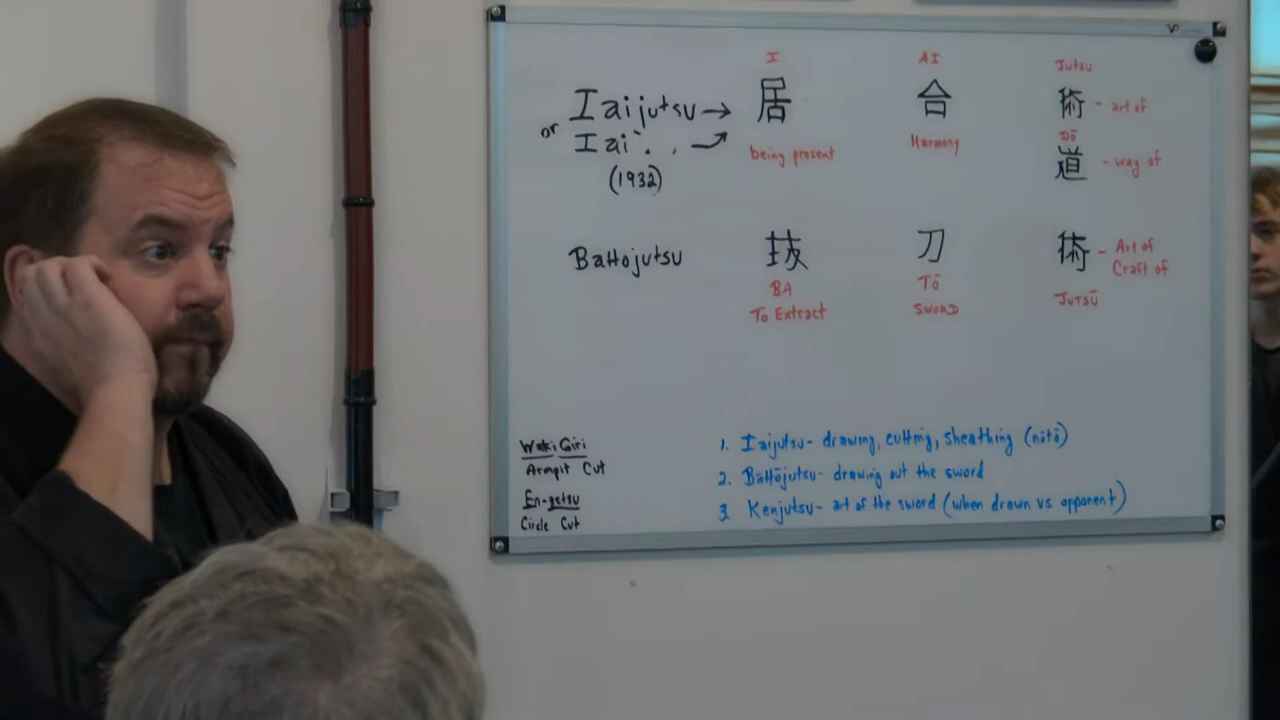 I AI Jutsu
Iaijutsu → 居 合 術 - art of
or Iai →
Dō
being present Harmony 道 - way of
(1932)
Battojutsu 抜 刀 術 - Art of
Craft of
BA Tō JUTSŪ
To Extract SWORD
Waki Giri
Armpit Cut
En-getsu
Circle Cut
1. Iaijutsu- drawing, cutting, sheathing (nōtō)
2. Battōjutsu- drawing out the sword
3. Kenjutsu- art of the sword (when drawn vs opponent)